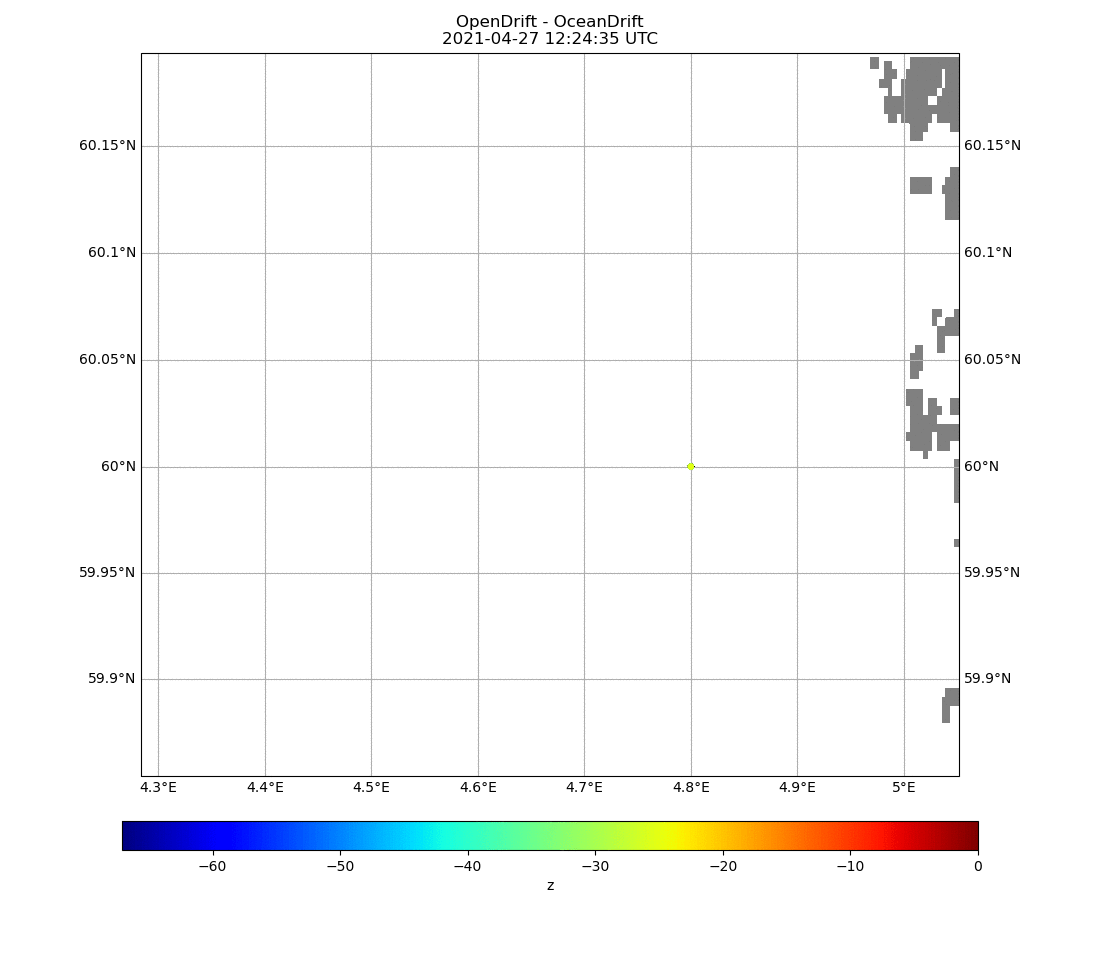 OpenDrift - OceanDrift
2021-04-27 12:24:35 UTC
60.15°N 60.15°N
60.1°N 60.1°N
60.05°N 60.05°N
60°N 60°N
59.95°N 59.95°N
59.9°N 59.9°N
4.3°E 4.4°E 4.5°E 4.6°E 4.7°E 4.8°E 4.9°E 5°E
−60 −50 −40 −30 −20 −10 0
z